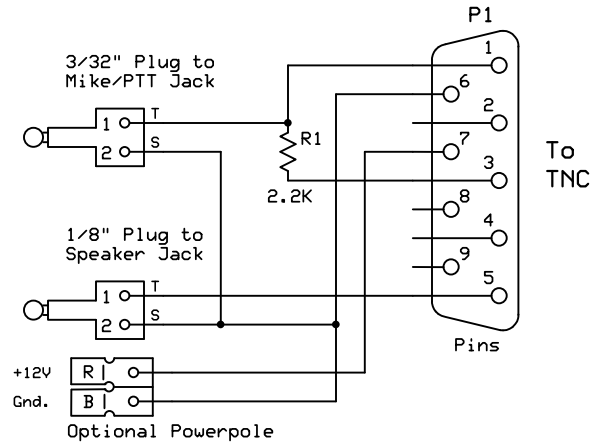 P1
3/32" Plug to
Mike/PTT Jack
1 T
2 S
R1
2.2K
1
6
2
7
3
8
4
9
5
To
TNC
1/8" Plug to
Speaker Jack
1 T
2 S
Pins
+12V R
Gnd. B
Optional Powerpole